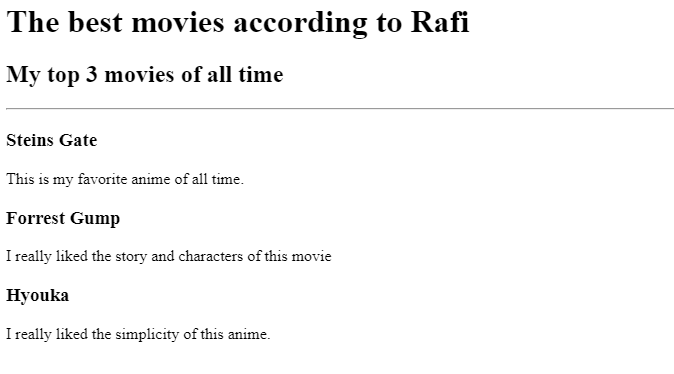 The best movies according to Rafi
My top 3 movies of all time
Steins Gate
This is my favorite anime of all time.
Forrest Gump
I really liked the story and characters of this movie
Hyouka
I really liked the simplicity of this anime.